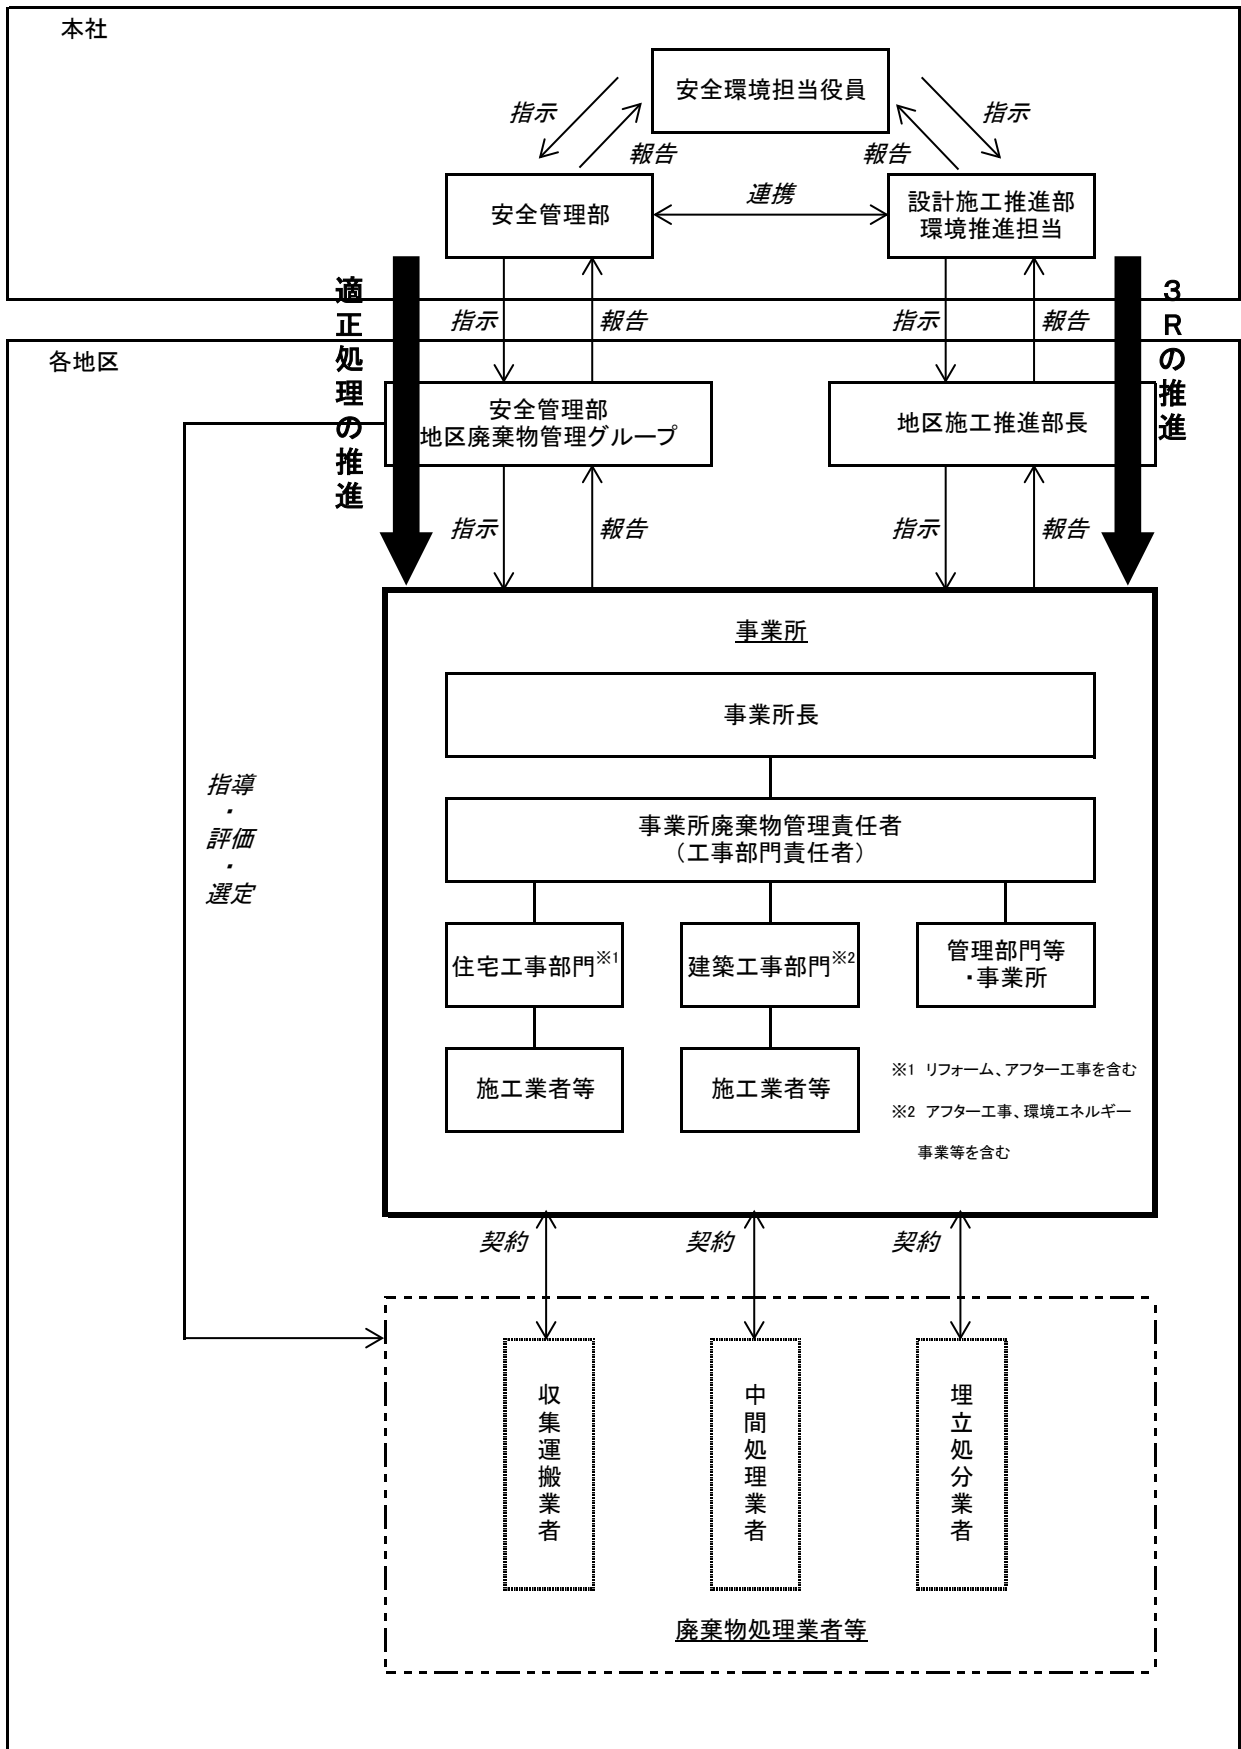 本社
安全環境担当役員
指示
指示
報告
報告
安全管理部
連携
設計施工推進部
環境推進担当
適正処理の推進
３Ｒの推進
指示
報告
指示
報告
各地区
安全管理部
地区廃棄物管理グループ
地区施工推進部長
指示
報告
指示
報告
事業所
事業所長
指導
・
評価
・
選定
事業所廃棄物管理責任者
（工事部門責任者）
住宅工事部門※1
建築工事部門※2
管理部門等
・事業所
施工業者等
施工業者等
※1 リフォーム、アフター工事を含む
※2 アフター工事、環境エネルギー
事業等を含む
契約
契約
契約
収集運搬業者
中間処理業者
埋立処分業者
廃棄物処理業者等